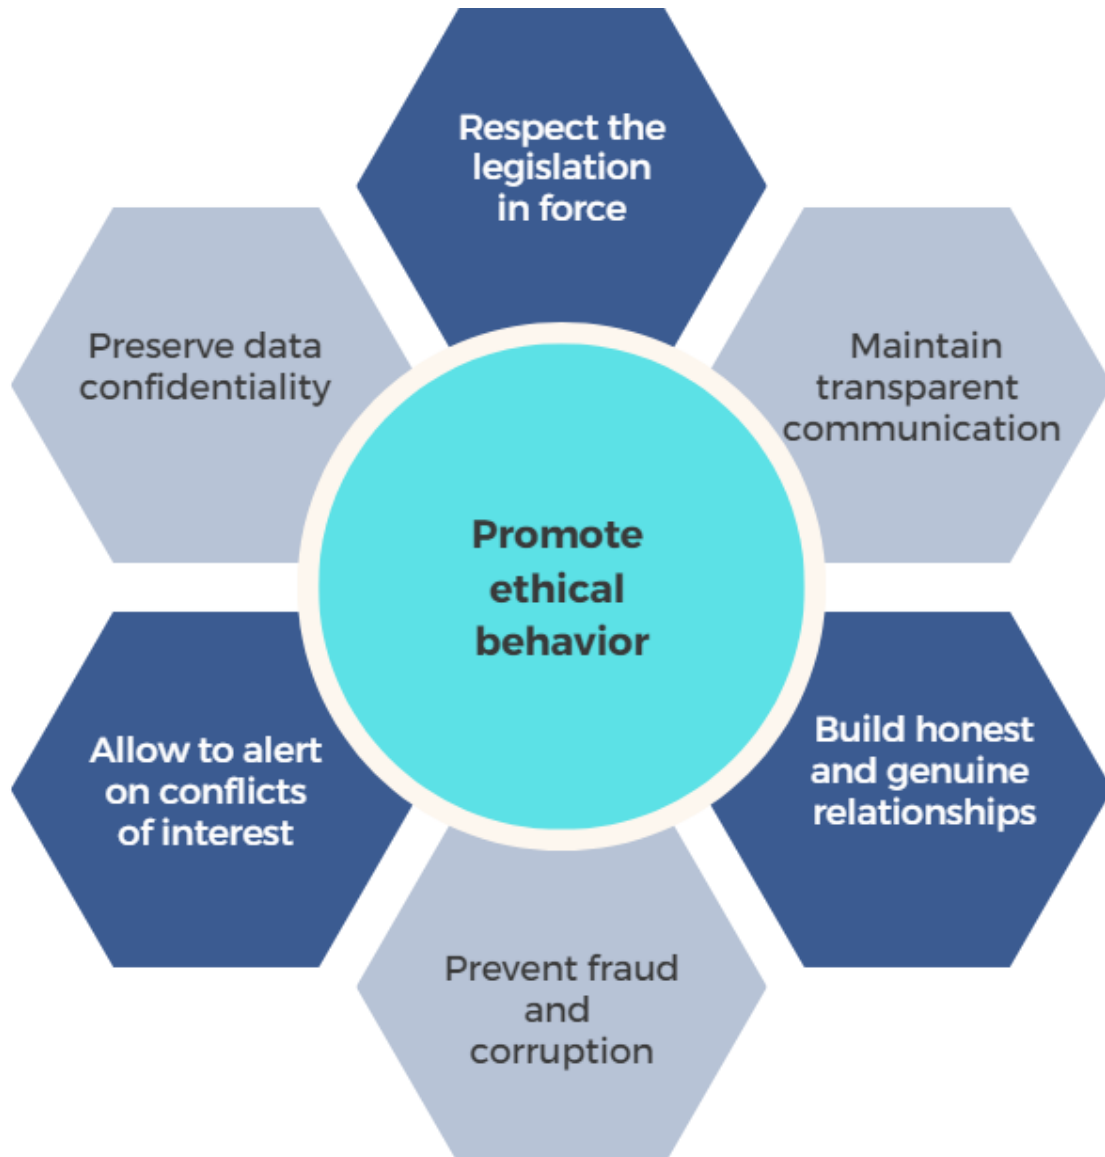 Respect the
legislation
in force
Preserve data
confidentiality
Maintain
transparent
communication
Promote
ethical
behavior
Allow to alert
on conflicts
of interest
Build honest
and genuine
relationships
Prevent fraud
and
corruption